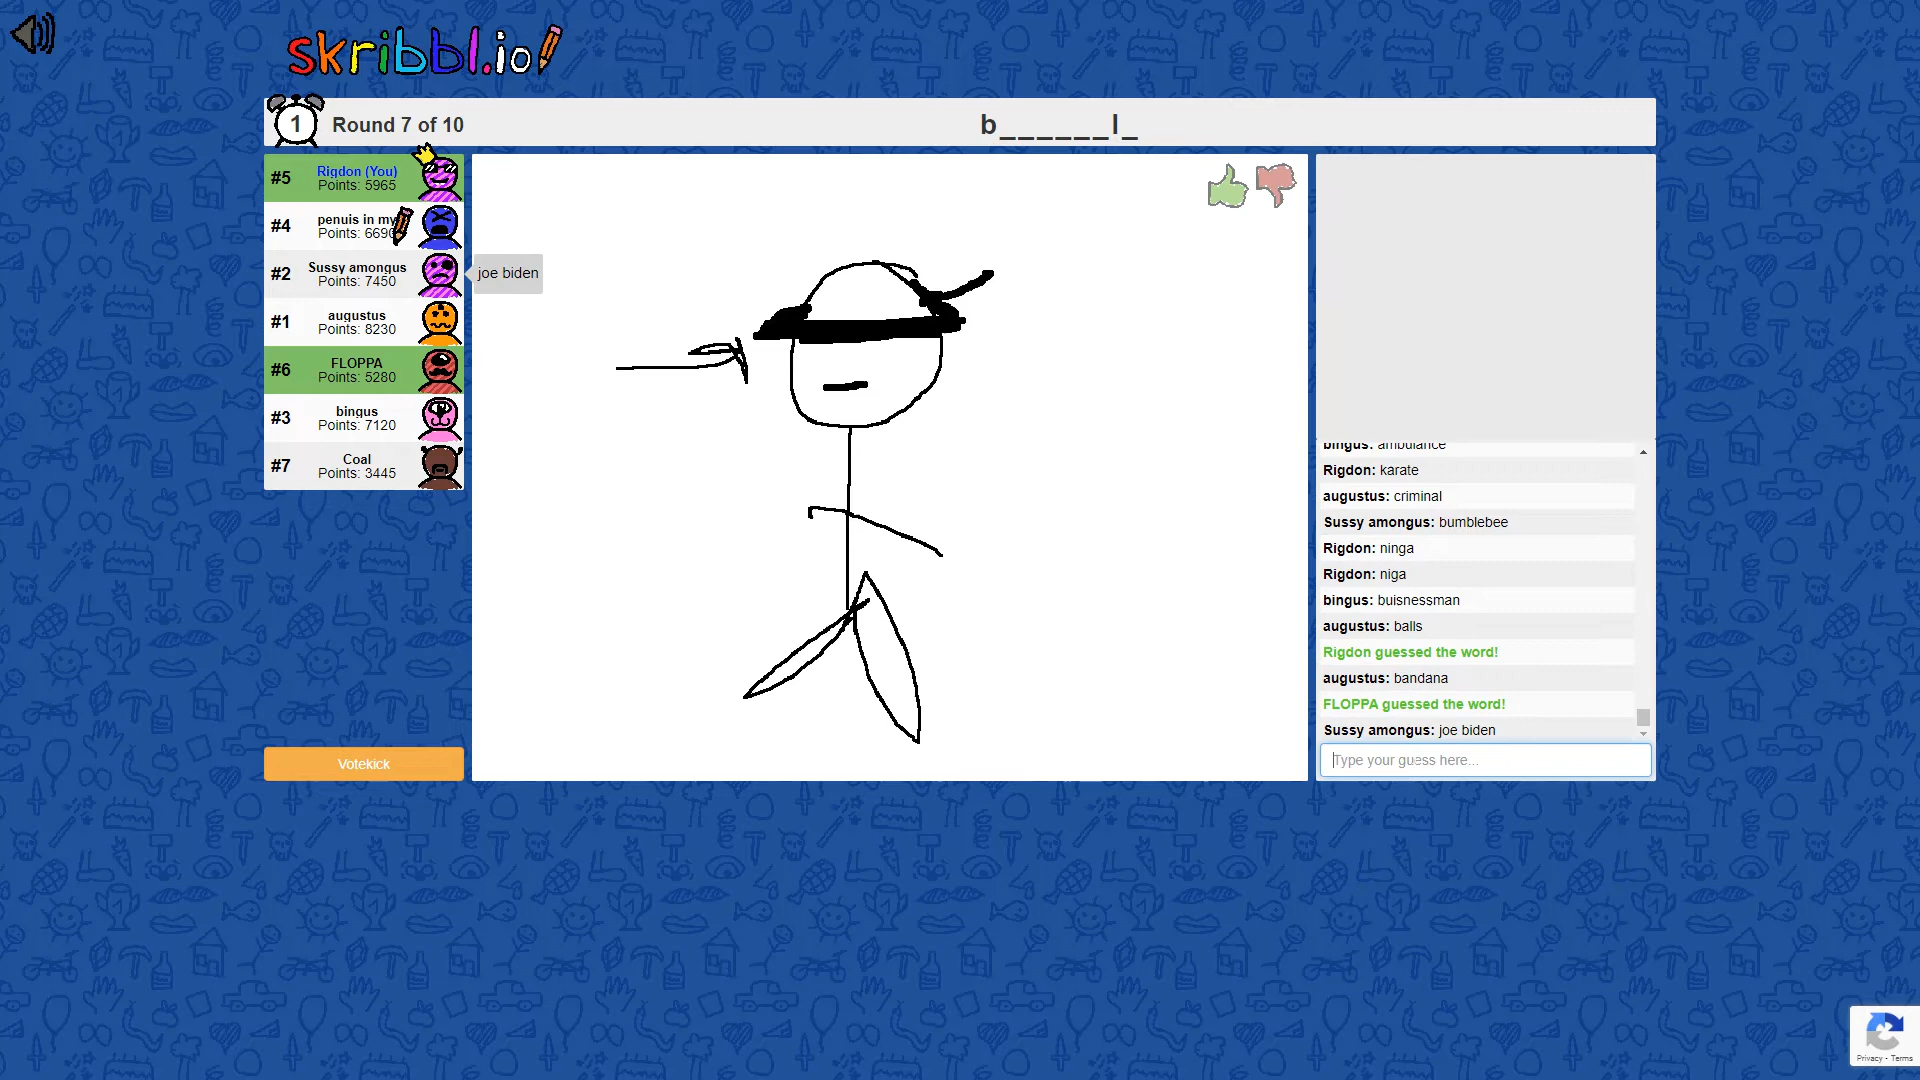 skribbl.io
1
Round 7 of 10
b______l_
#5
Rigdon (You)
Points: 5965
#4
penuis in my
Points: 6690
#2
Sussy amongus
Points: 7450
joe biden
#1
augustus
Points: 8230
#6
FLOPPA
Points: 5280
#3
bingus
Points: 7120
#7
Coal
Points: 3445
Votekick
bingus: ambulance
Rigdon: karate
augustus: criminal
Sussy amongus: bumblebee
Rigdon: ninga
Rigdon: niga
bingus: buisnessman
augustus: balls
Rigdon guessed the word!
augustus: bandana
FLOPPA guessed the word!
Sussy amongus: joe biden
Type your guess here...
Privacy - Terms